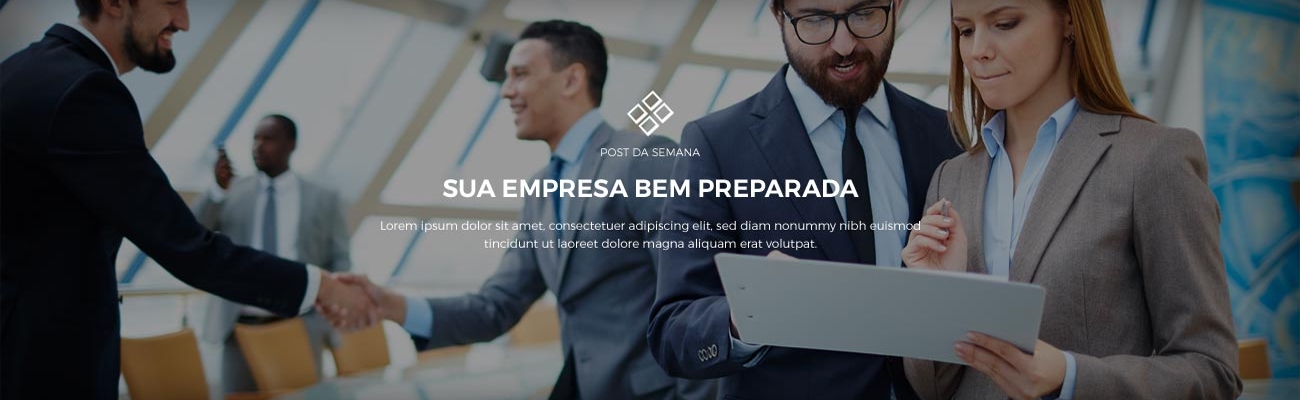 POST DA SEMANA
SUA EMPRESA BEM PREPARADA
Lorem ipsum dolor sit amet, consectetuer adipiscing elit, sed diam nonummy nibh euismod
tincidunt ut laoreet dolore magna aliquam erat volutpat.